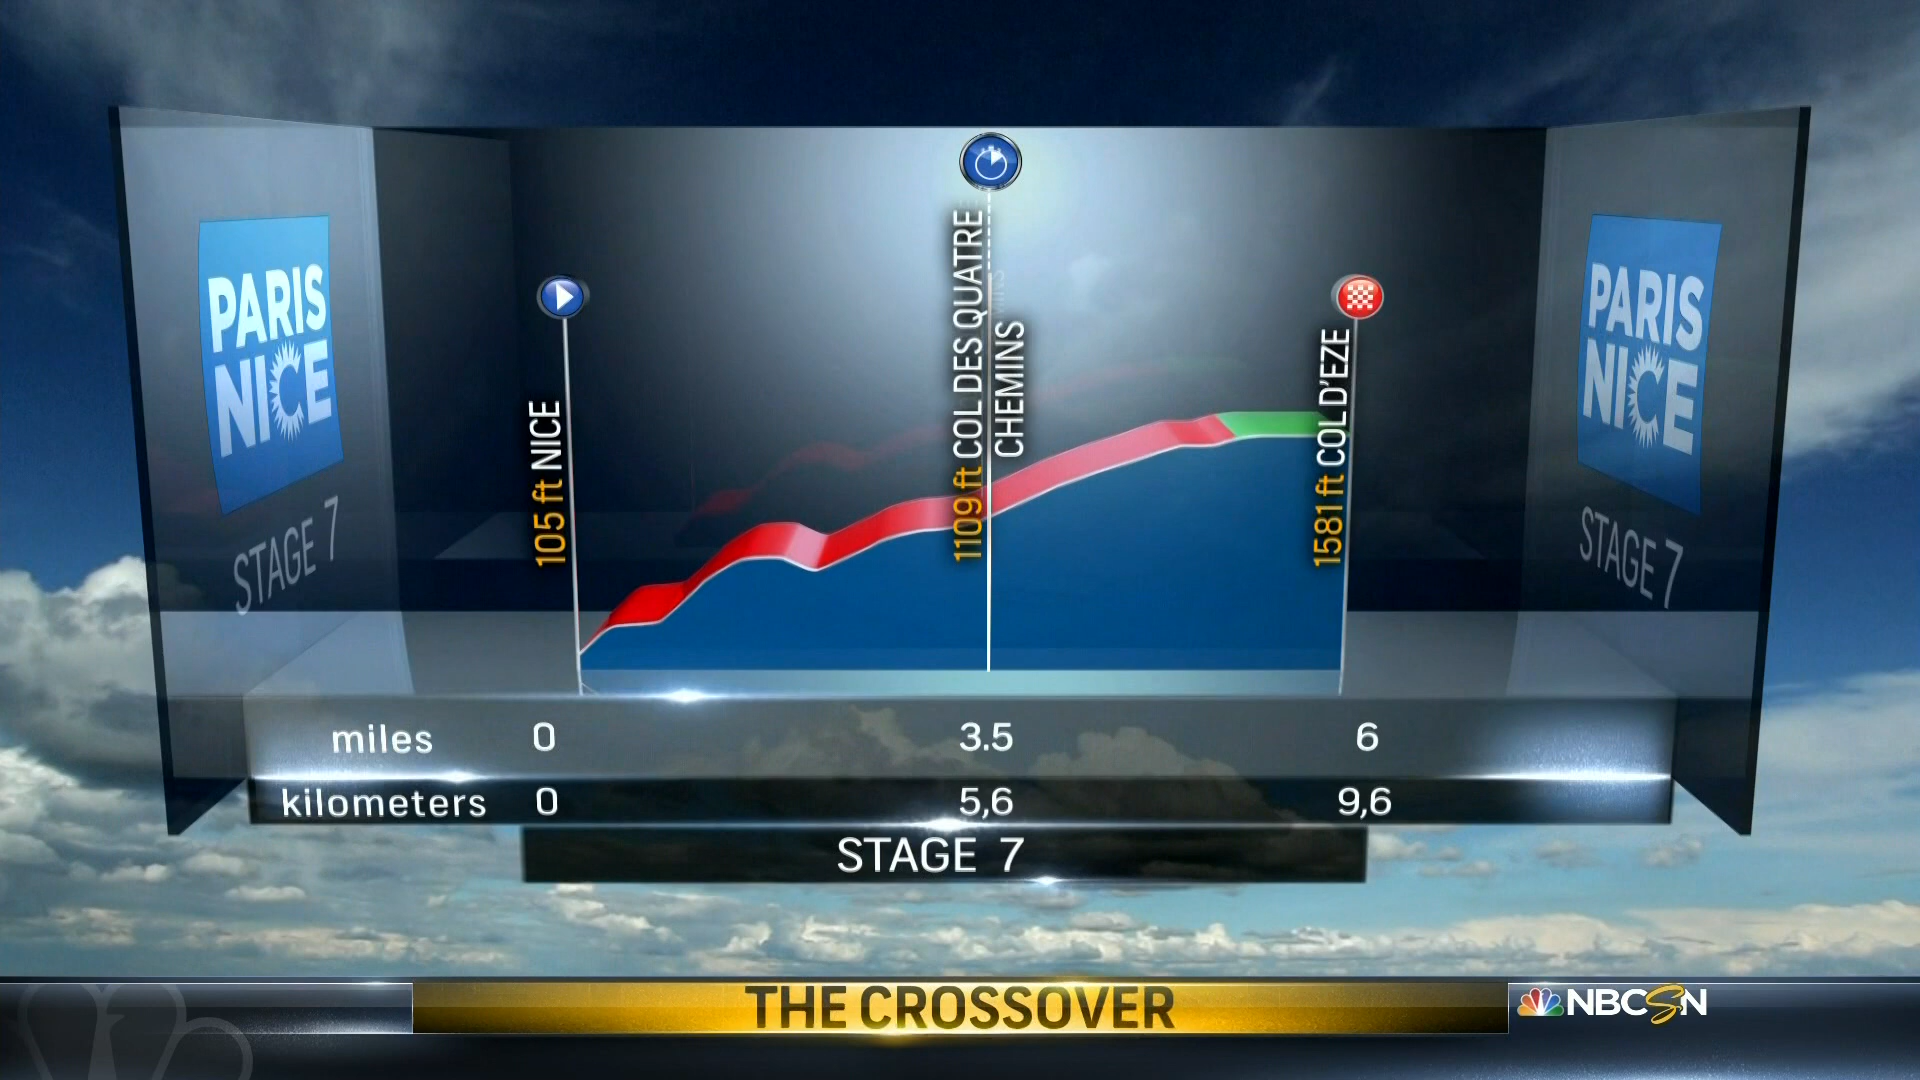 PARIS
NICE
STAGE 7
105 ft NICE
1109 ft COL DES QUATRE
CHEMINS
1581 ft COL D'EZE
PARIS
NICE
STAGE 7
miles 0 3.5 6
kilometers 0 5,6 9,6
STAGE 7
THE CROSSOVER
NBCSN